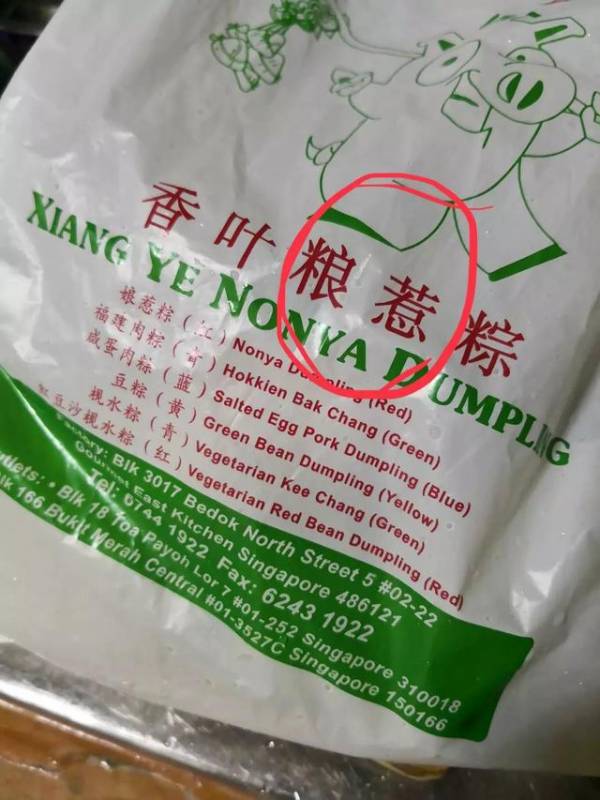 香叶粮惹粽
XIANG YE NONYA DUMPLING
娘惹粽 (红) Nonya Dumpling (Red)
福建肉粽 (青) Hokkien Bak Chang (Green)
咸蛋肉粽 (蓝) Salted Egg Pork Dumpling (Blue)
豆粽 (黄) Green Bean Dumpling (Yellow)
枧水粽 (青) Vegetarian Kee Chang (Green)
红豆沙枧水粽 (红) Vegetarian Red Bean Dumpling (Red)
Factory: Blk 3017 Bedok North Street 5 #02-22
Gourmet East Kitchen Singapore 486121
Tel: 6744 1922 Fax: 6243 1922
Outlets: • Blk 18 Toa Payoh Lor 7 #01-252 Singapore 310018
Blk 166 Bukit Merah Central #01-3527C Singapore 150166